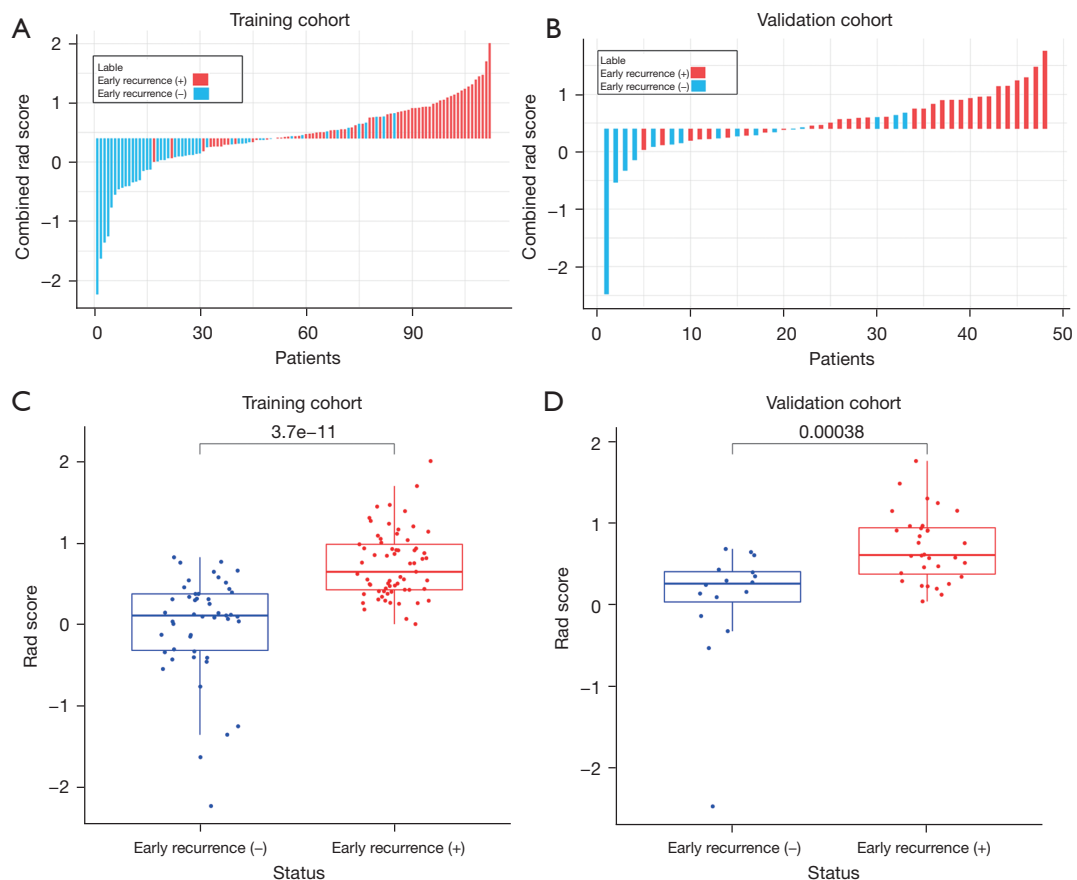 A
Training cohort
2
1
0
−1
−2
Combined rad score
Lable
Early recurrence (+)
Early recurrence (−)
0
30
60
90
Patients
B
Validation cohort
1
0
−1
−2
Combined rad score
Lable
Early recurrence (+)
Early recurrence (−)
0
10
20
30
40
50
Patients
C
Training cohort
3.7e−11
2
1
0
−1
−2
Rad score
Early recurrence (−)
Early recurrence (+)
Status
D
Validation cohort
0.00038
2
1
0
−1
−2
Rad score
Early recurrence (−)
Early recurrence (+)
Status